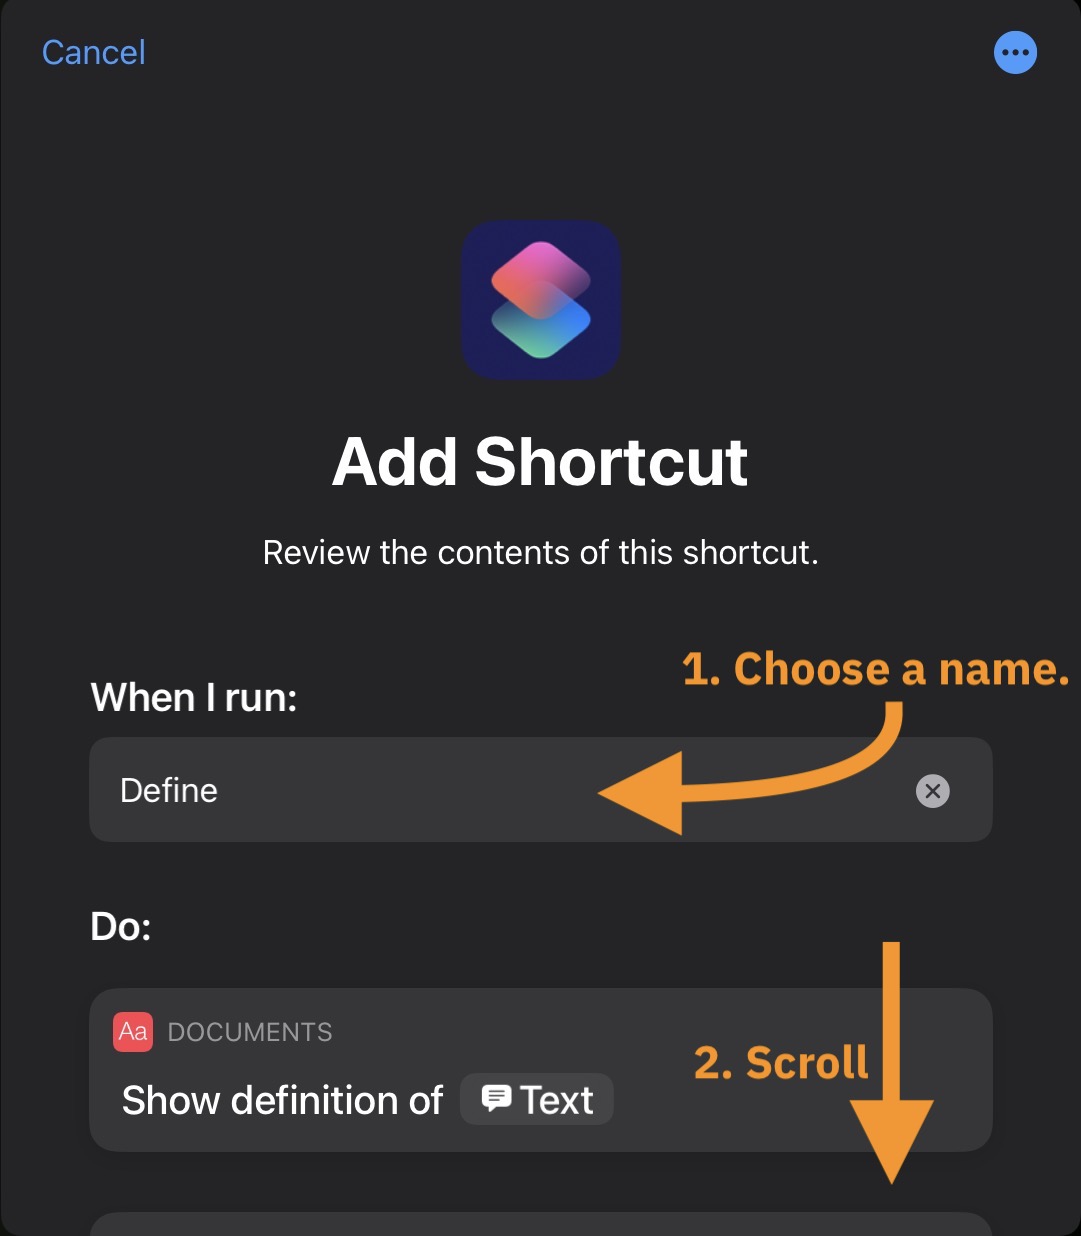 Cancel
Add Shortcut
Review the contents of this shortcut.
1. Choose a name.
When I run:
Define
Do:
Aa DOCUMENTS
2. Scroll
Show definition of Text